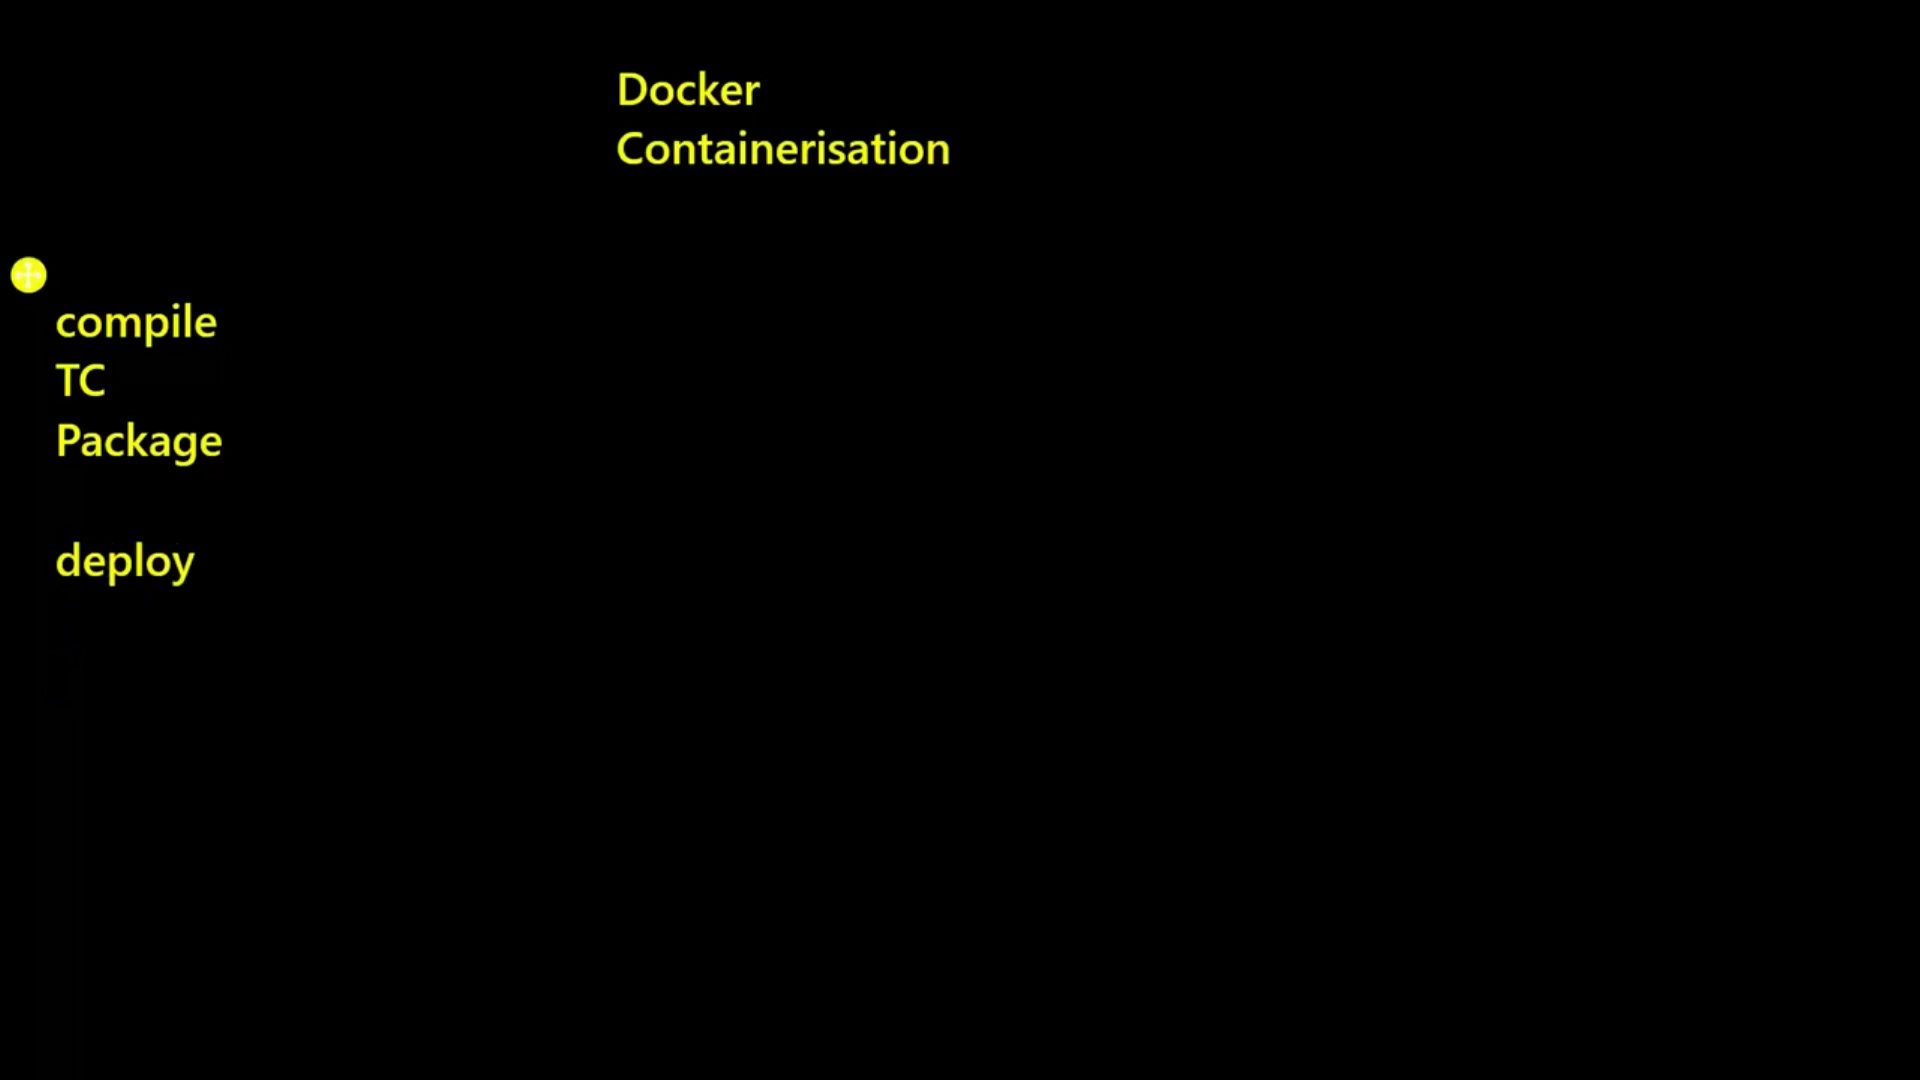 Docker
Containerisation
compile
TC
Package
deploy